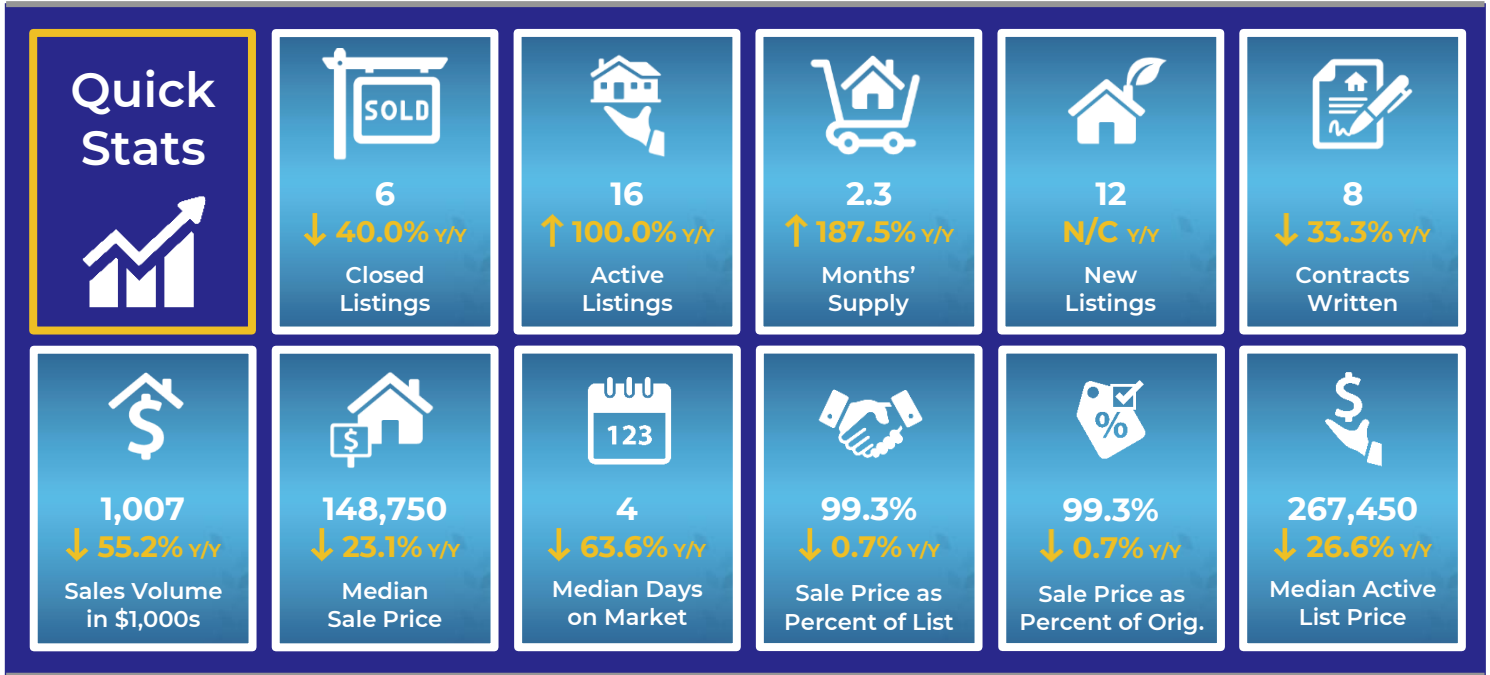 Quick
Stats
SOLD
6
↓ 40.0% Y/Y
Closed
Listings
16
↑ 100.0% Y/Y
Active
Listings
2.3
↑ 187.5% Y/Y
Months’
Supply
12
N/C Y/Y
New
Listings
8
↓ 33.3% Y/Y
Contracts
Written
$
1,007
↓ 55.2% Y/Y
Sales Volume
in $1,000s
$
148,750
↓ 23.1% Y/Y
Median
Sale Price
123
4
↓ 63.6% Y/Y
Median Days
on Market
99.3%
↓ 0.7% Y/Y
Sale Price as
Percent of List
%
99.3%
↓ 0.7% Y/Y
Sale Price as
Percent of Orig.
$
267,450
↓ 26.6% Y/Y
Median Active
List Price